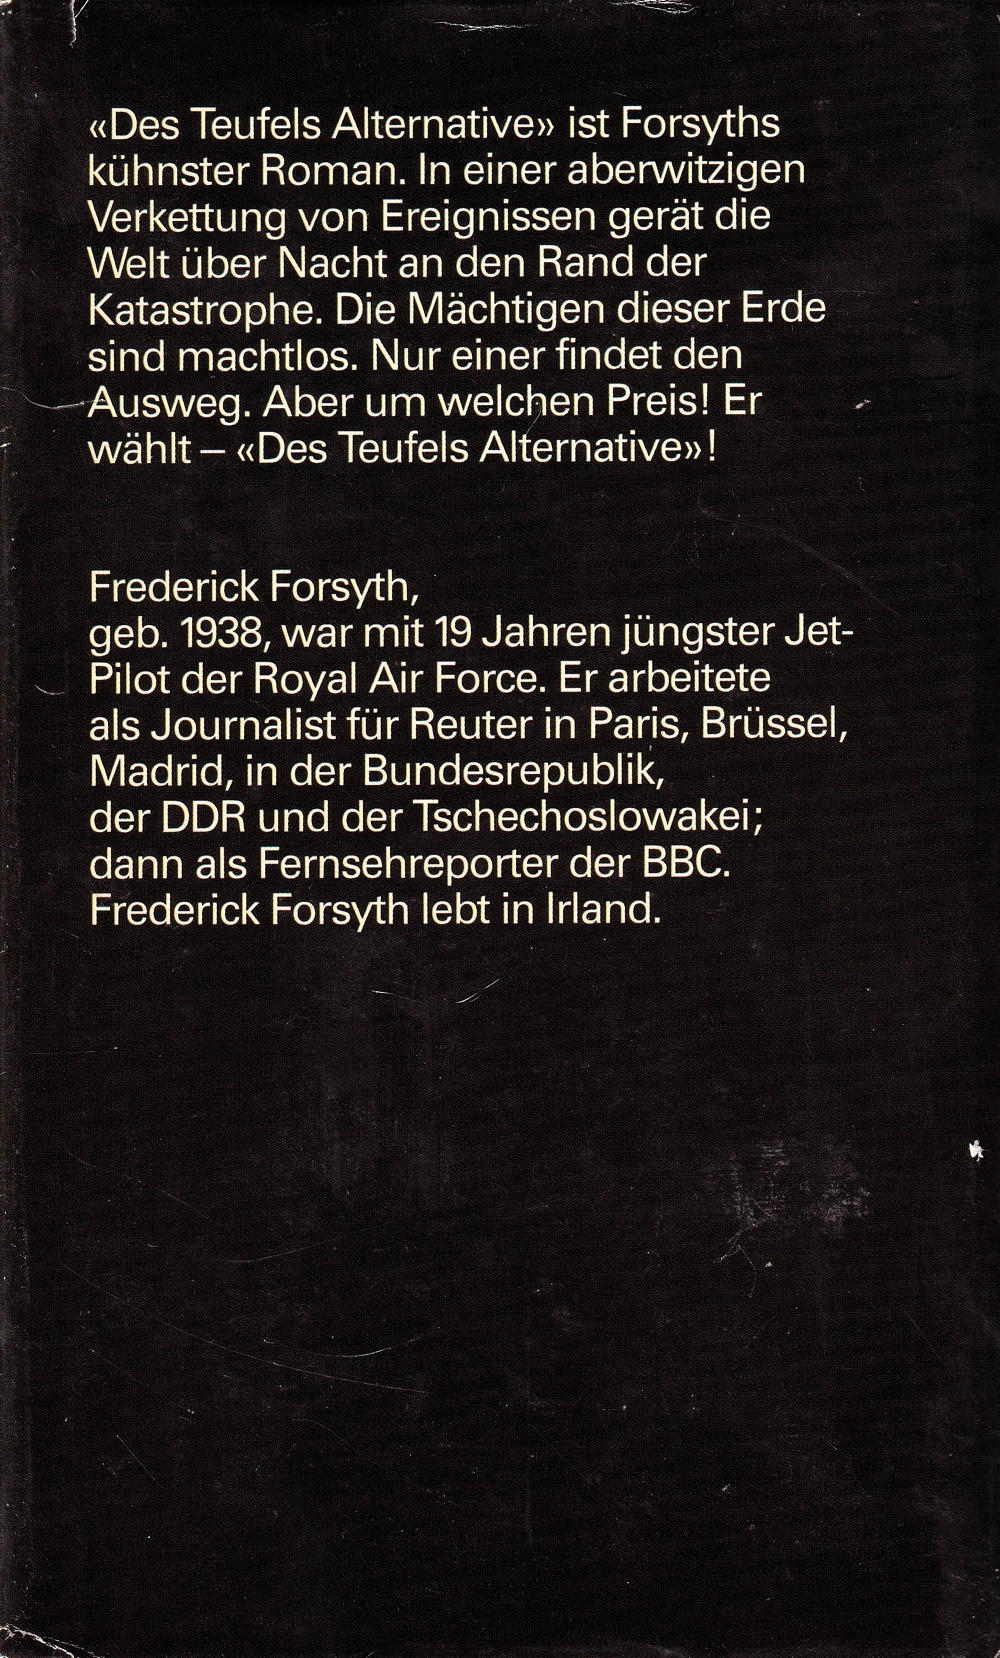 «Des Teufels Alternative» ist Forsyths
kühnster Roman. In einer aberwitzigen
Verkettung von Ereignissen gerät die
Welt über Nacht an den Rand der
Katastrophe. Die Mächtigen dieser Erde
sind machtlos. Nur einer findet den
Ausweg. Aber um welchen Preis! Er
wählt – «Des Teufels Alternative»!
Frederick Forsyth,
geb. 1938, war mit 19 Jahren jüngster Jet-
Pilot der Royal Air Force. Er arbeitete
als Journalist für Reuter in Paris, Brüssel,
Madrid, in der Bundesrepublik,
der DDR und der Tschechoslowakei;
dann als Fernsehreporter der BBC.
Frederick Forsyth lebt in Irland.